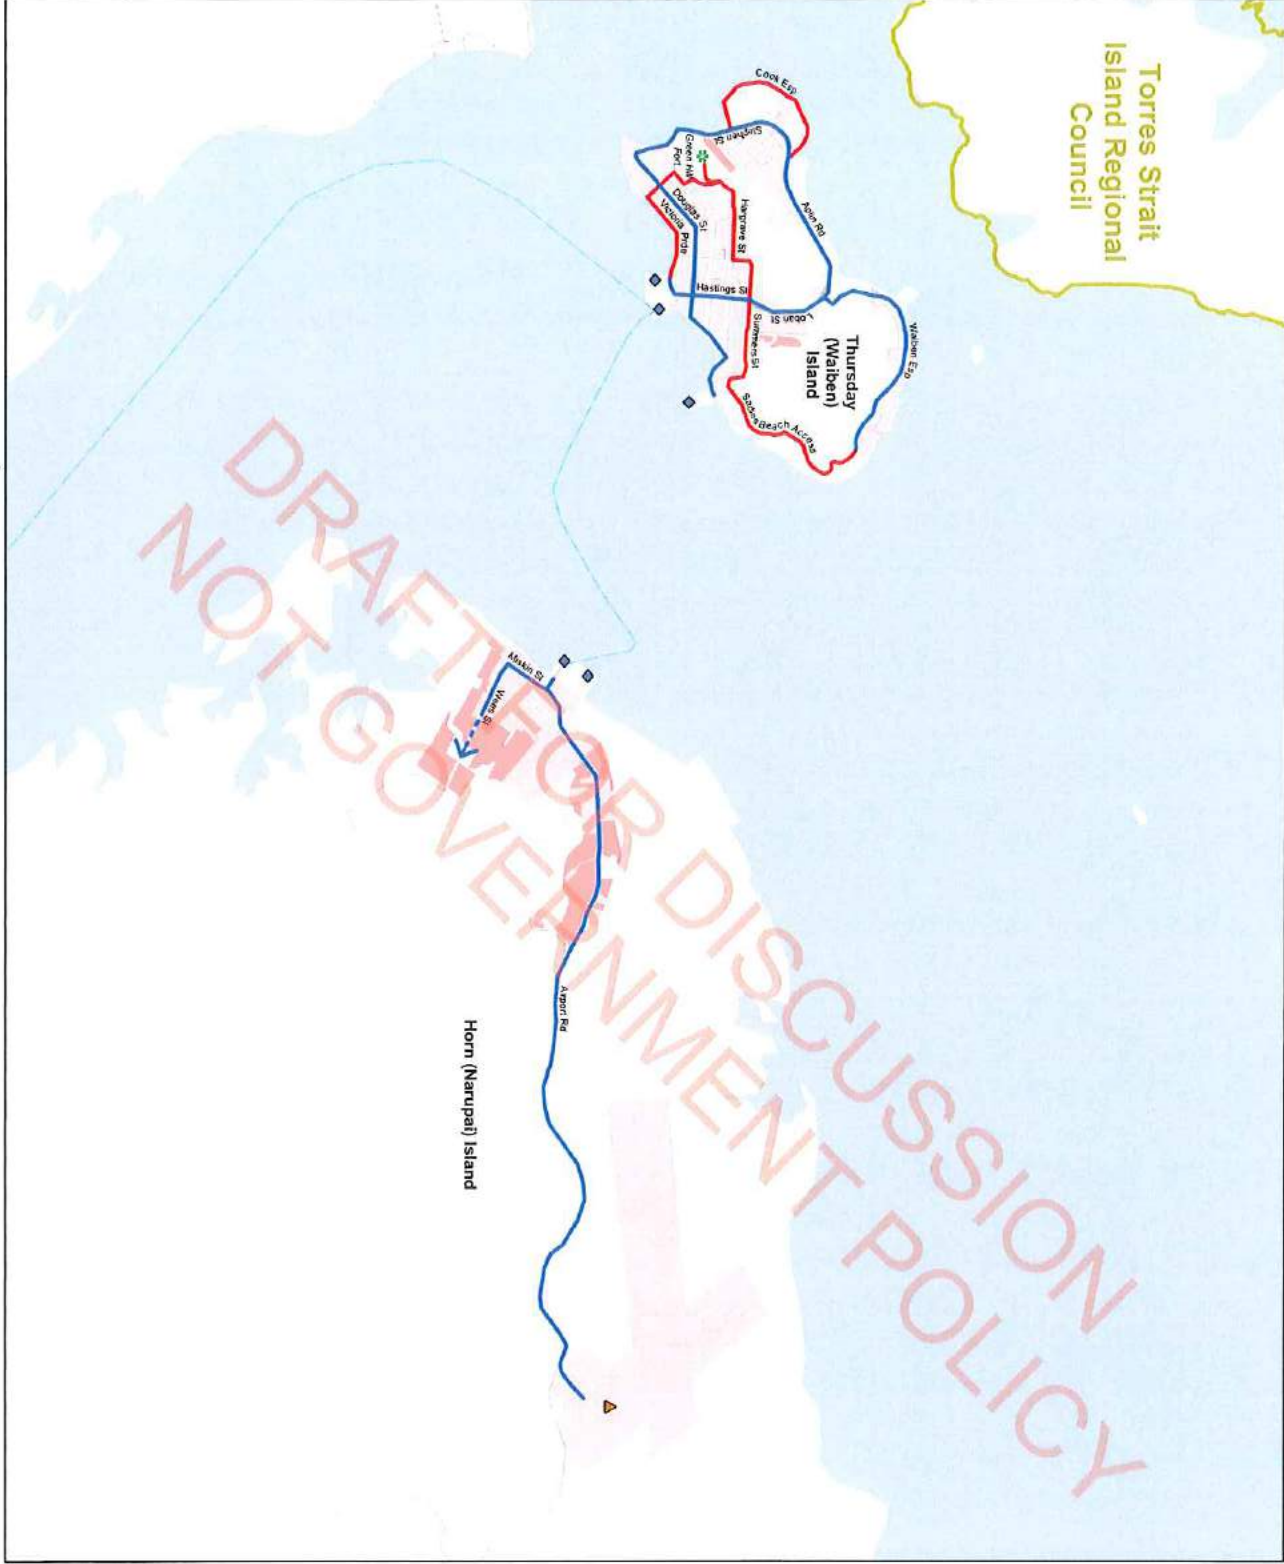 Torres Strait
Island Regional
Council
Cook Esp
Stephen St
Green Hill
Fort
Douglas St
Victoria Prde
Hargrave St
Aplin Rd
Hastings St
Loban St
Summers St
Waiben Esp
Thursday
(Waiben)
Island
Sadies Beach Access
Miskin St
Wees St
Airport Rd
Horn (Narupai) Island
DRAFT FOR DISCUSSION
NOT GOVERNMENT POLICY